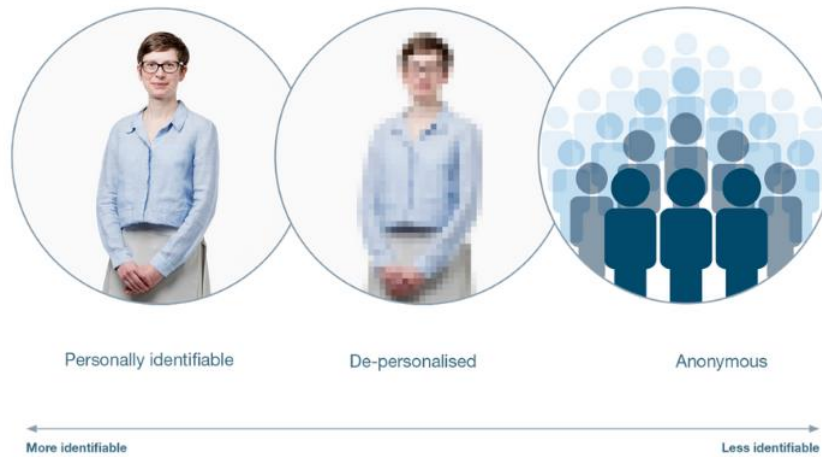 Personally identifiable
De-personalised
Anonymous
More identifiable
Less identifiable